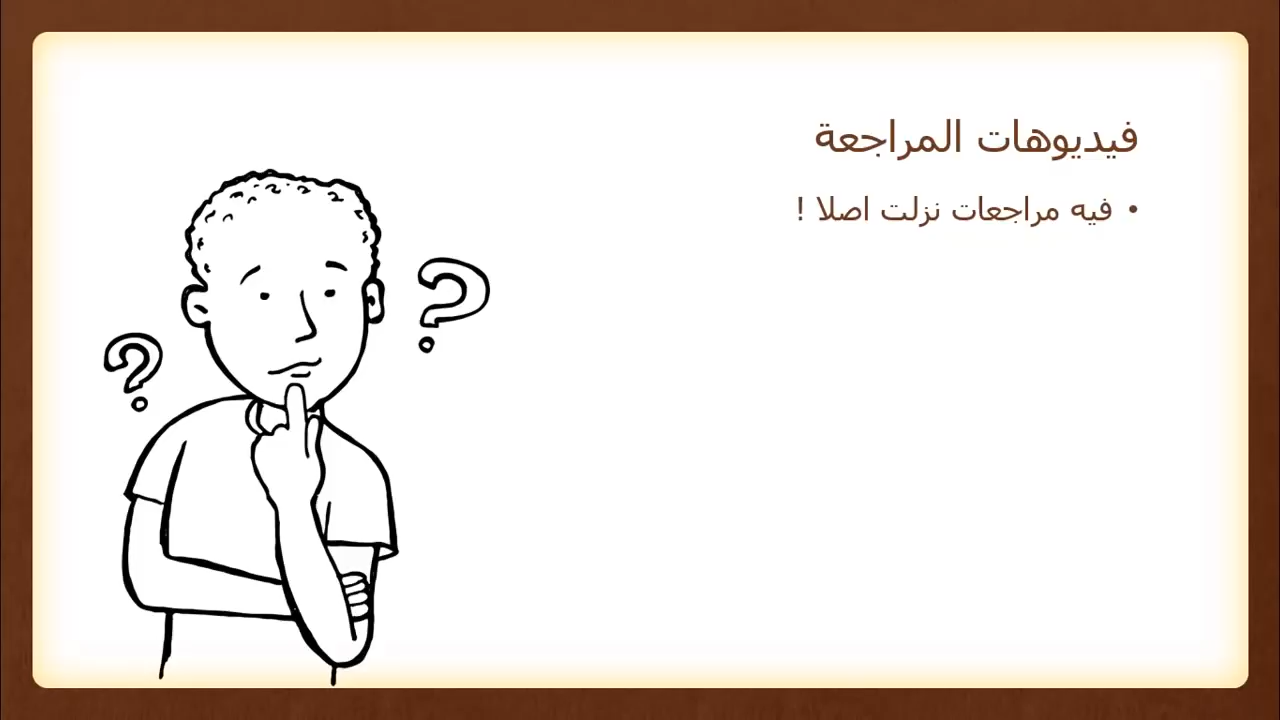 فيديوهات المراجعة
• فيه مراجعات نزلت اصلا !
? ?